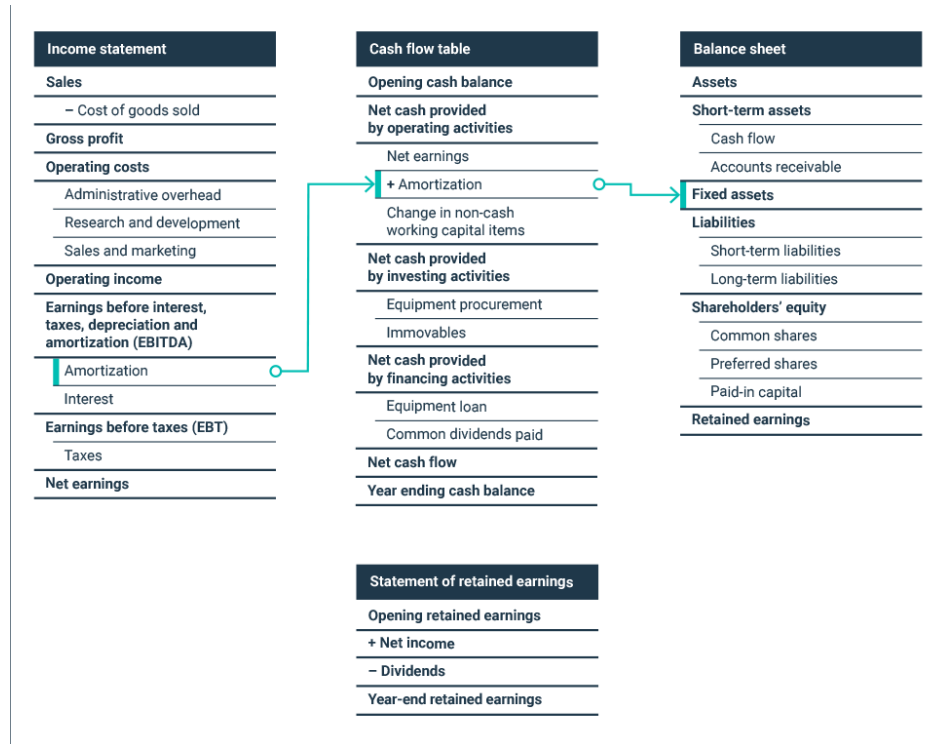 Income statement
Sales
– Cost of goods sold
Gross profit
Operating costs
Administrative overhead
Research and development
Sales and marketing
Operating income
Earnings before interest,
taxes, depreciation and
amortization (EBITDA)
Amortization
Interest
Earnings before taxes (EBT)
Taxes
Net earnings
Cash flow table
Opening cash balance
Net cash provided
by operating activities
Net earnings
+ Amortization
Change in non-cash
working capital items
Net cash provided
by investing activities
Equipment procurement
Immovables
Net cash provided
by financing activities
Equipment loan
Common dividends paid
Net cash flow
Year ending cash balance
Balance sheet
Assets
Short-term assets
Cash flow
Accounts receivable
Fixed assets
Liabilities
Short-term liabilities
Long-term liabilities
Shareholders’ equity
Common shares
Preferred shares
Paid-in capital
Retained earnings
Statement of retained earnings
Opening retained earnings
+ Net income
– Dividends
Year-end retained earnings